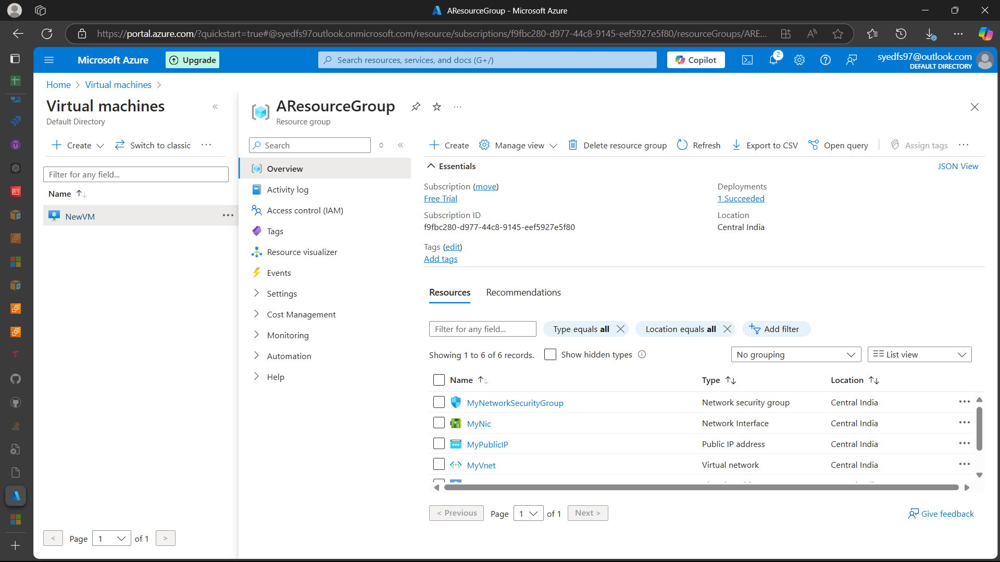 AResourceGroup - Microsoft Azure
https://portal.azure.com/?quickstart=true#@syedfs97outlook.onmicrosoft.com/resource/subscriptions/f9fbc280-d977-44c8-9145-eef5927e5f80/resourceGroups/ARE...
Microsoft Azure
Upgrade
Search resources, services, and docs (G+/)
Copilot
2
syedfs97@outlook.com
DEFAULT DIRECTORY
Home > Virtual machines >
Virtual machines
Default Directory
Create
Switch to classic
Filter for any field...
Name
NewVM
< Page 1 of 1 >
AResourceGroup
Resource group
Search
Overview
Activity log
Access control (IAM)
Tags
Resource visualizer
Events
Settings
Cost Management
Monitoring
Automation
Help
Create
Manage view
Delete resource group
Refresh
Export to CSV
Open query
Assign tags
Essentials
JSON View
Subscription (move)
Free Trial
Subscription ID
f9fbc280-d977-44c8-9145-eef5927e5f80
Deployments
1 Succeeded
Location
Central India
Tags (edit)
Add tags
Resources
Recommendations
Filter for any field...
Type equals all
Location equals all
Add filter
Showing 1 to 6 of 6 records.
Show hidden types
No grouping
List view
Name Type Location
MyNetworkSecurityGroup Network security group Central India
MyNic Network Interface Central India
MyPublicIP Public IP address Central India
MyVnet Virtual network Central India
< Previous Page 1 of 1 Next >
Give feedback